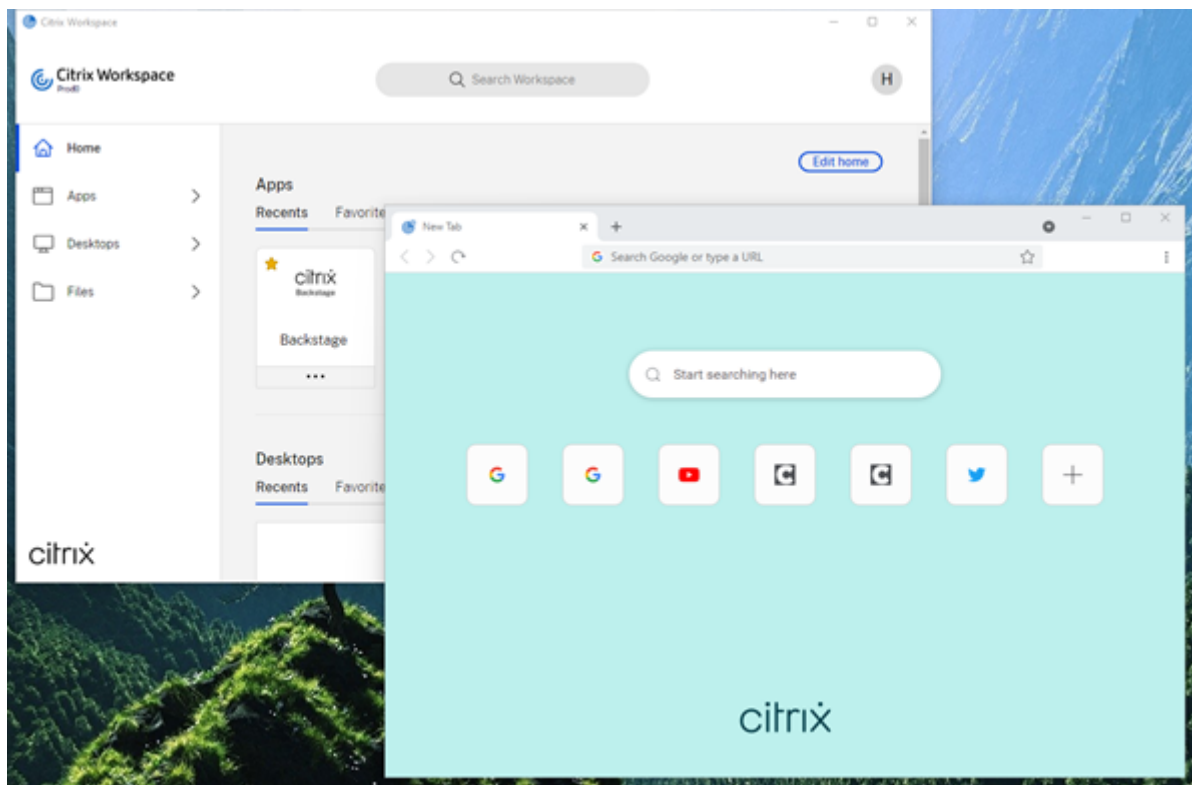 Citrix Workspace
Citrix Workspace
Search Workspace
H
Home
Edit home
Apps
Apps
Recents Favorite
Desktops
Files
citrix
Backstage
Backstage
Desktops
Recents Favorite
citrix
New Tab
Search Google or type a URL
Start searching here
citrix